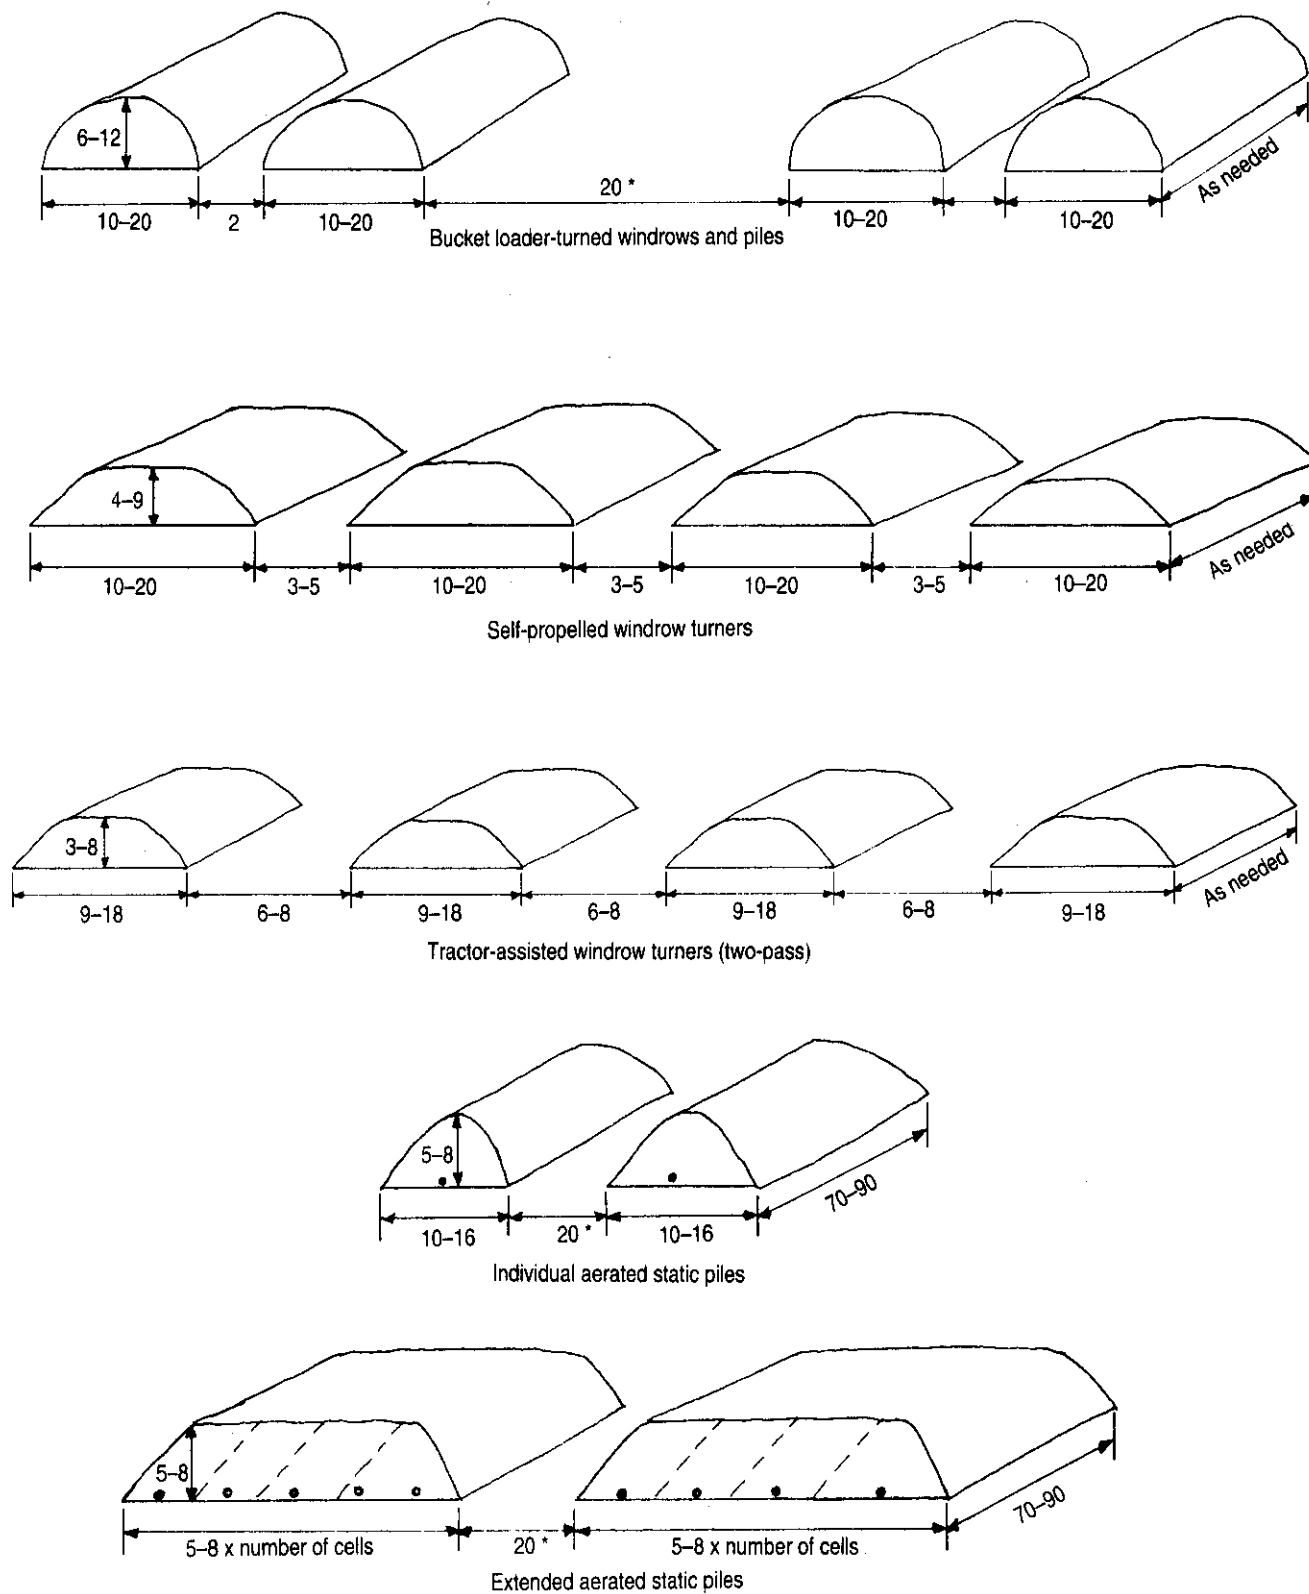 6–12
As needed
20 *
10–20 2 10–20 10–20 10–20
Bucket loader-turned windrows and piles
4–9
As needed
10–20 3–5 10–20 3–5 10–20 3–5 10–20
Self-propelled windrow turners
3–8
As needed
9–18 6–8 9–18 6–8 9–18 6–8 9–18
Tractor-assisted windrow turners (two-pass)
5–8
70–90
10–16 20 * 10–16
Individual aerated static piles
5–8
70–90
5–8 x number of cells 20 * 5–8 x number of cells
Extended aerated static piles